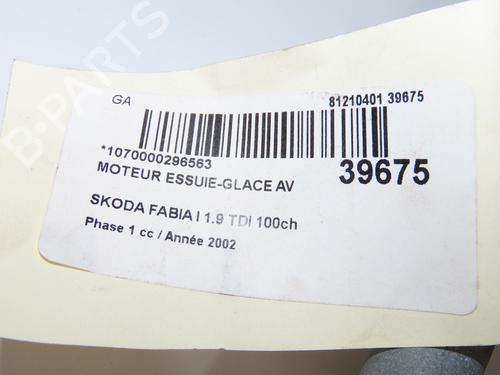 B-PARTS
GA
81210401 39675
*1070000296563
39675
MOTEUR ESSUIE-GLACE AV
SKODA FABIA I 1.9 TDI 100ch
Phase 1 cc / Année 2002